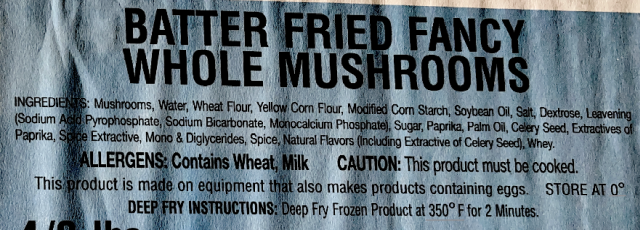 BATTER FRIED FANCY
WHOLE MUSHROOMS
INGREDIENTS: Mushrooms, Water, Wheat Flour, Yellow Corn Flour, Modified Corn Starch, Soybean Oil, Salt, Dextrose, Leavening
(Sodium Acid Pyrophosphate, Sodium Bicarbonate, Monocalcium Phosphate), Sugar, Paprika, Palm Oil, Celery Seed, Extractives of
Paprika, Spice Extractive, Mono & Diglycerides, Spice, Natural Flavors (Including Extractive of Celery Seed), Whey.
ALLERGENS: Contains Wheat, Milk CAUTION: This product must be cooked.
This product is made on equipment that also makes products containing eggs. STORE AT 0°
DEEP FRY INSTRUCTIONS: Deep Fry Frozen Product at 350° F for 2 Minutes.